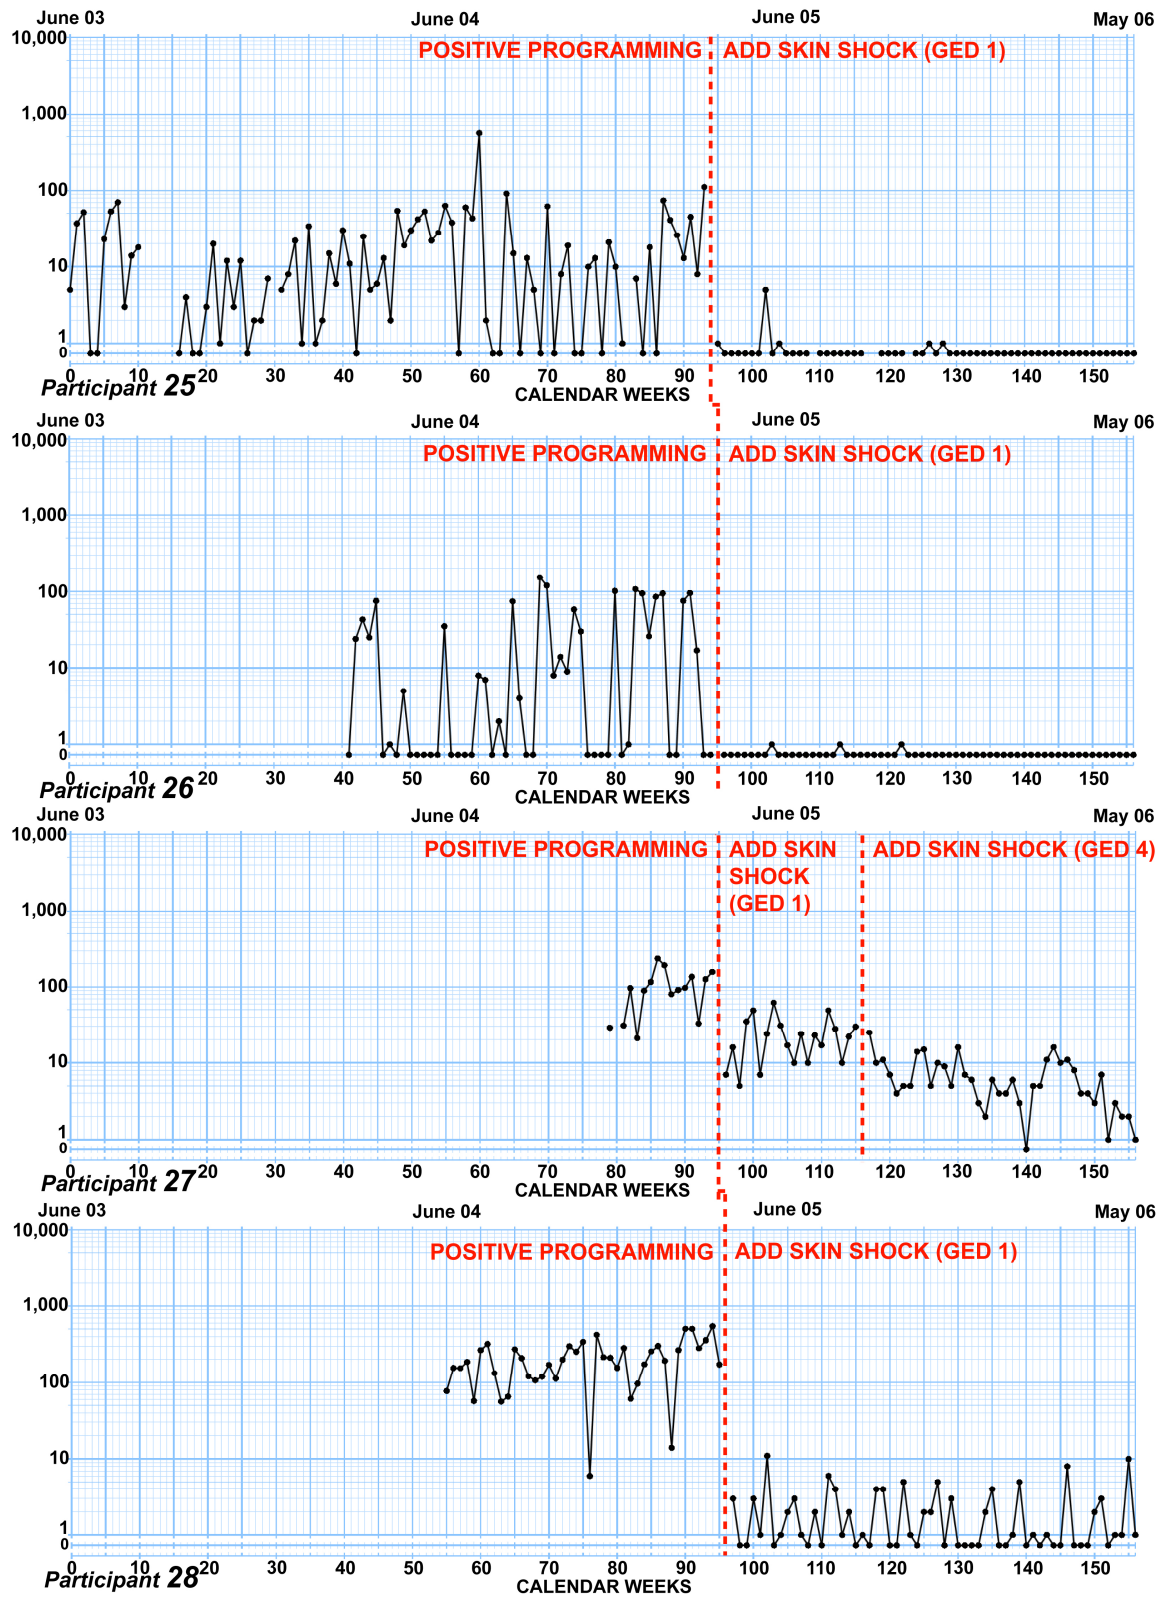 June 03 June 04 June 05 May 06
10,000 POSITIVE PROGRAMMING ADD SKIN SHOCK (GED 1)
1,000
100
10
1
0
0 10 20 30 40 50 60 70 80 90 100 110 120 130 140 150
Participant 25 CALENDAR WEEKS
June 03 June 04 June 05 May 06
10,000 POSITIVE PROGRAMMING ADD SKIN SHOCK (GED 1)
1,000
100
10
1
0
0 10 20 30 40 50 60 70 80 90 100 110 120 130 140 150
Participant 26 CALENDAR WEEKS
June 03 June 05 May 06
10,000 POSITIVE PROGRAMMING ADD SKIN ADD SKIN SHOCK (GED 4)
SHOCK
(GED 1)
1,000
100
10
1
0
0 10 20 30 40 50 60 70 80 90 100 110 120 130 140 150
Participant 27 CALENDAR WEEKS
June 03 June 04 June 05 May 06
10,000 POSITIVE PROGRAMMING ADD SKIN SHOCK (GED 1)
1,000
100
10
1
0
0 10 20 30 40 50 60 70 80 90 100 110 120 130 140 150
Participant 28 CALENDAR WEEKS